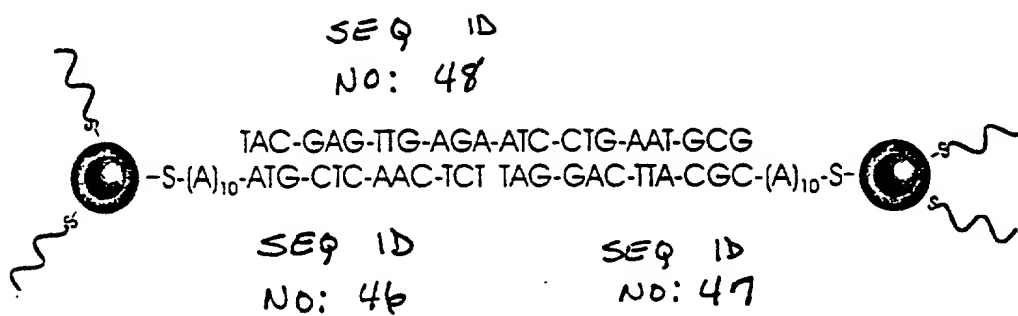 SEQ ID
NO: 48
TAC-GAG-TTG-AGA-ATC-CTG-AAT-GCG
-S-(A)10-ATG-CTC-AAC-TCT TAG-GAC-TTA-CGC-(A)10-S-
S
S
S
S
SEQ ID
NO: 46
SEQ ID
NO: 47